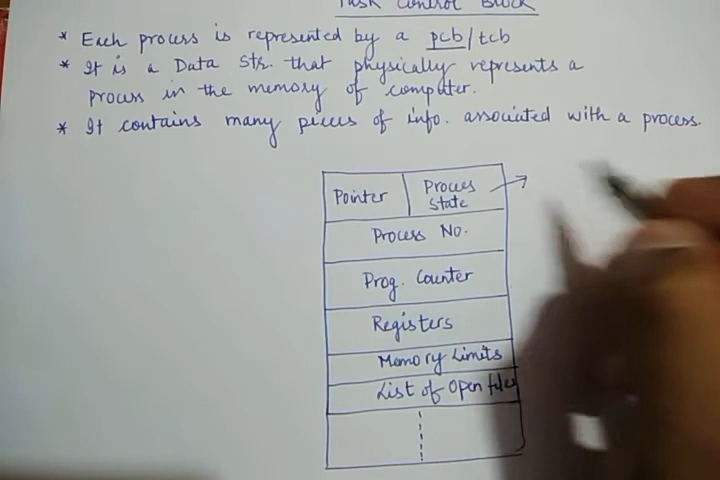 Task Control Block
* Each process is represented by a pcb/tcb
* It is a Data Str. that physically represents a
process in the memory of computer.
* It contains many pieces of info. associated with a process.
Pointer
Process
State
Process No.
Prog. Counter
Registers
Memory Limits
List of Open files